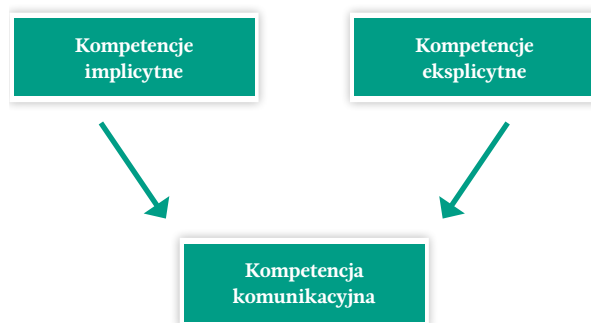 Kompetencje
implicytne
Kompetencje
eksplicytne
Kompetencja
komunikacyjna